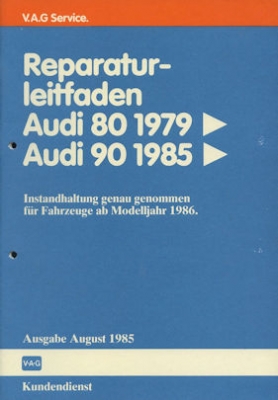 V.A.G Service.
Reparatur-
leitfaden
Audi 80 1979 ▶
Audi 90 1985 ▶
Instandhaltung genau genommen
für Fahrzeuge ab Modelljahr 1986.
Ausgabe August 1985
V·A·G
Kundendienst